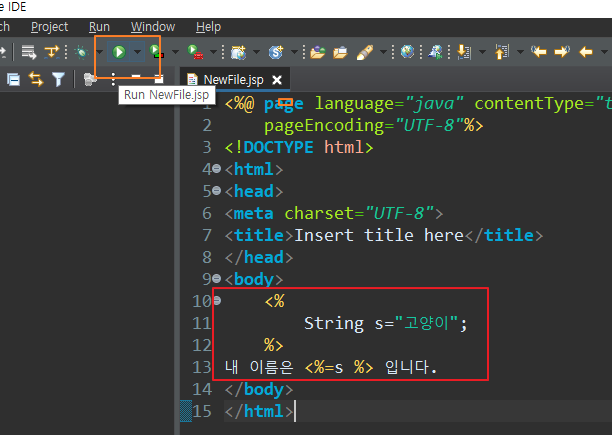 e IDE
ch Project Run Window Help
NewFile.jsp
Run NewFile.jsp
1 <%@ page language="java" contentType="t
2 pageEncoding="UTF-8"%>
3 <!DOCTYPE html>
4 <html>
5 <head>
6 <meta charset="UTF-8">
7 <title>Insert title here</title>
8 </head>
9 <body>
10 <%
11 String s="고양이";
12 %>
13 내 이름은 <%=s %> 입니다.
14 </body>
15 </html>